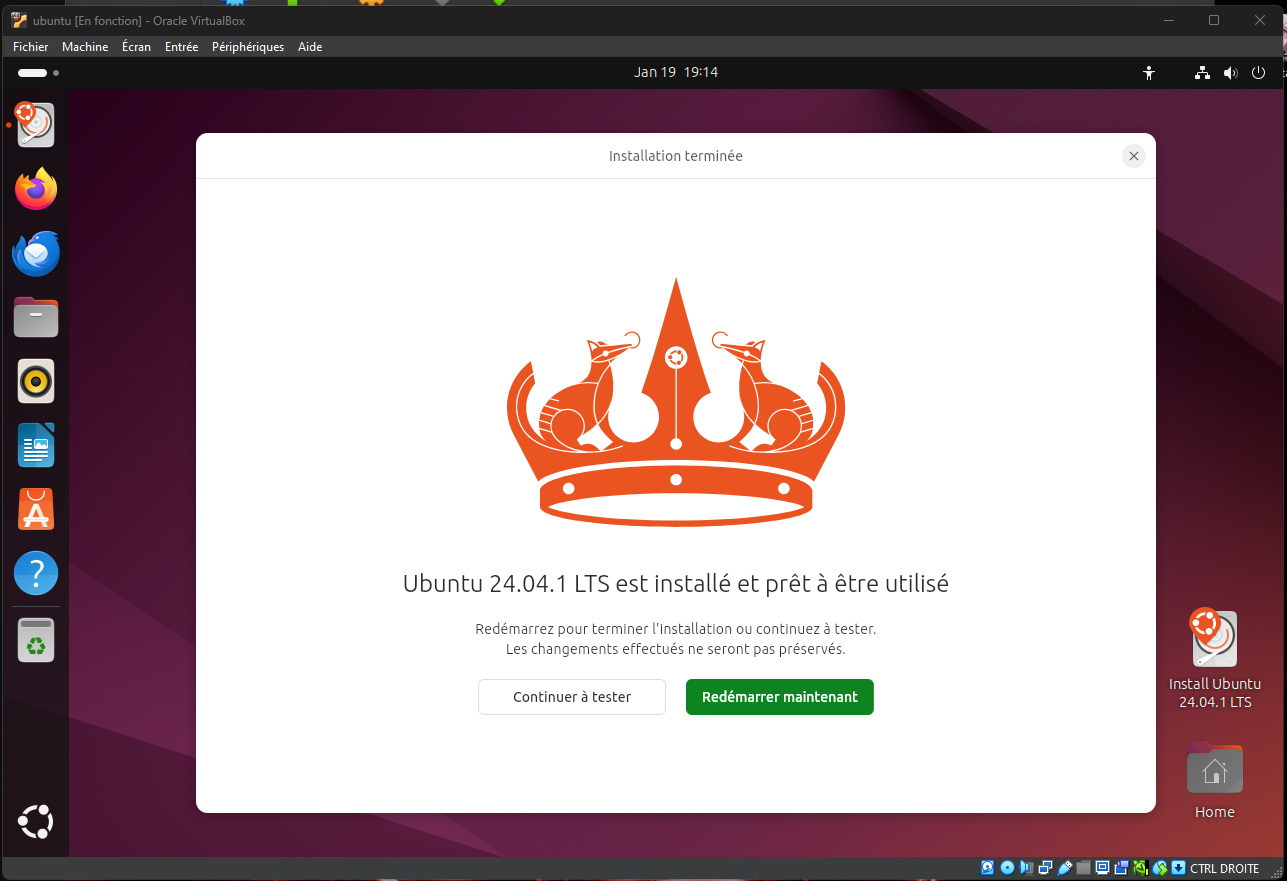 ubuntu [En fonction] - Oracle VirtualBox
Fichier Machine Écran Entrée Périphériques Aide
Jan 19 19:14
Installation terminée
Ubuntu 24.04.1 LTS est installé et prêt à être utilisé
Redémarrez pour terminer l'installation ou continuez à tester.
Les changements effectués ne seront pas préservés.
Continuer à tester
Redémarrer maintenant
Install Ubuntu
24.04.1 LTS
Home
CTRL DROITE